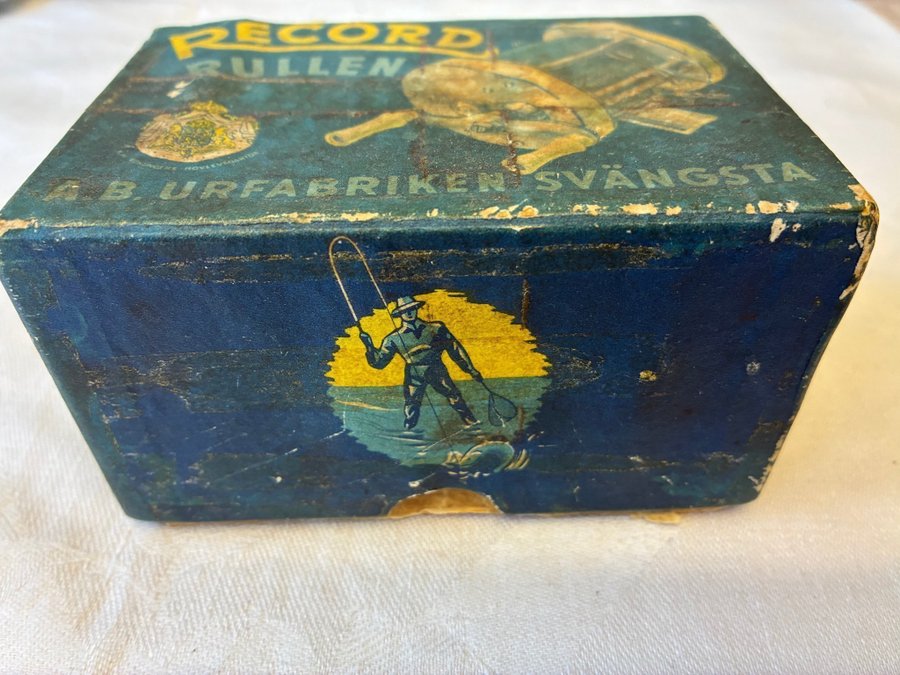 RECORD
RULLEN
A.B. URFABRIKEN SVÄNGSTA